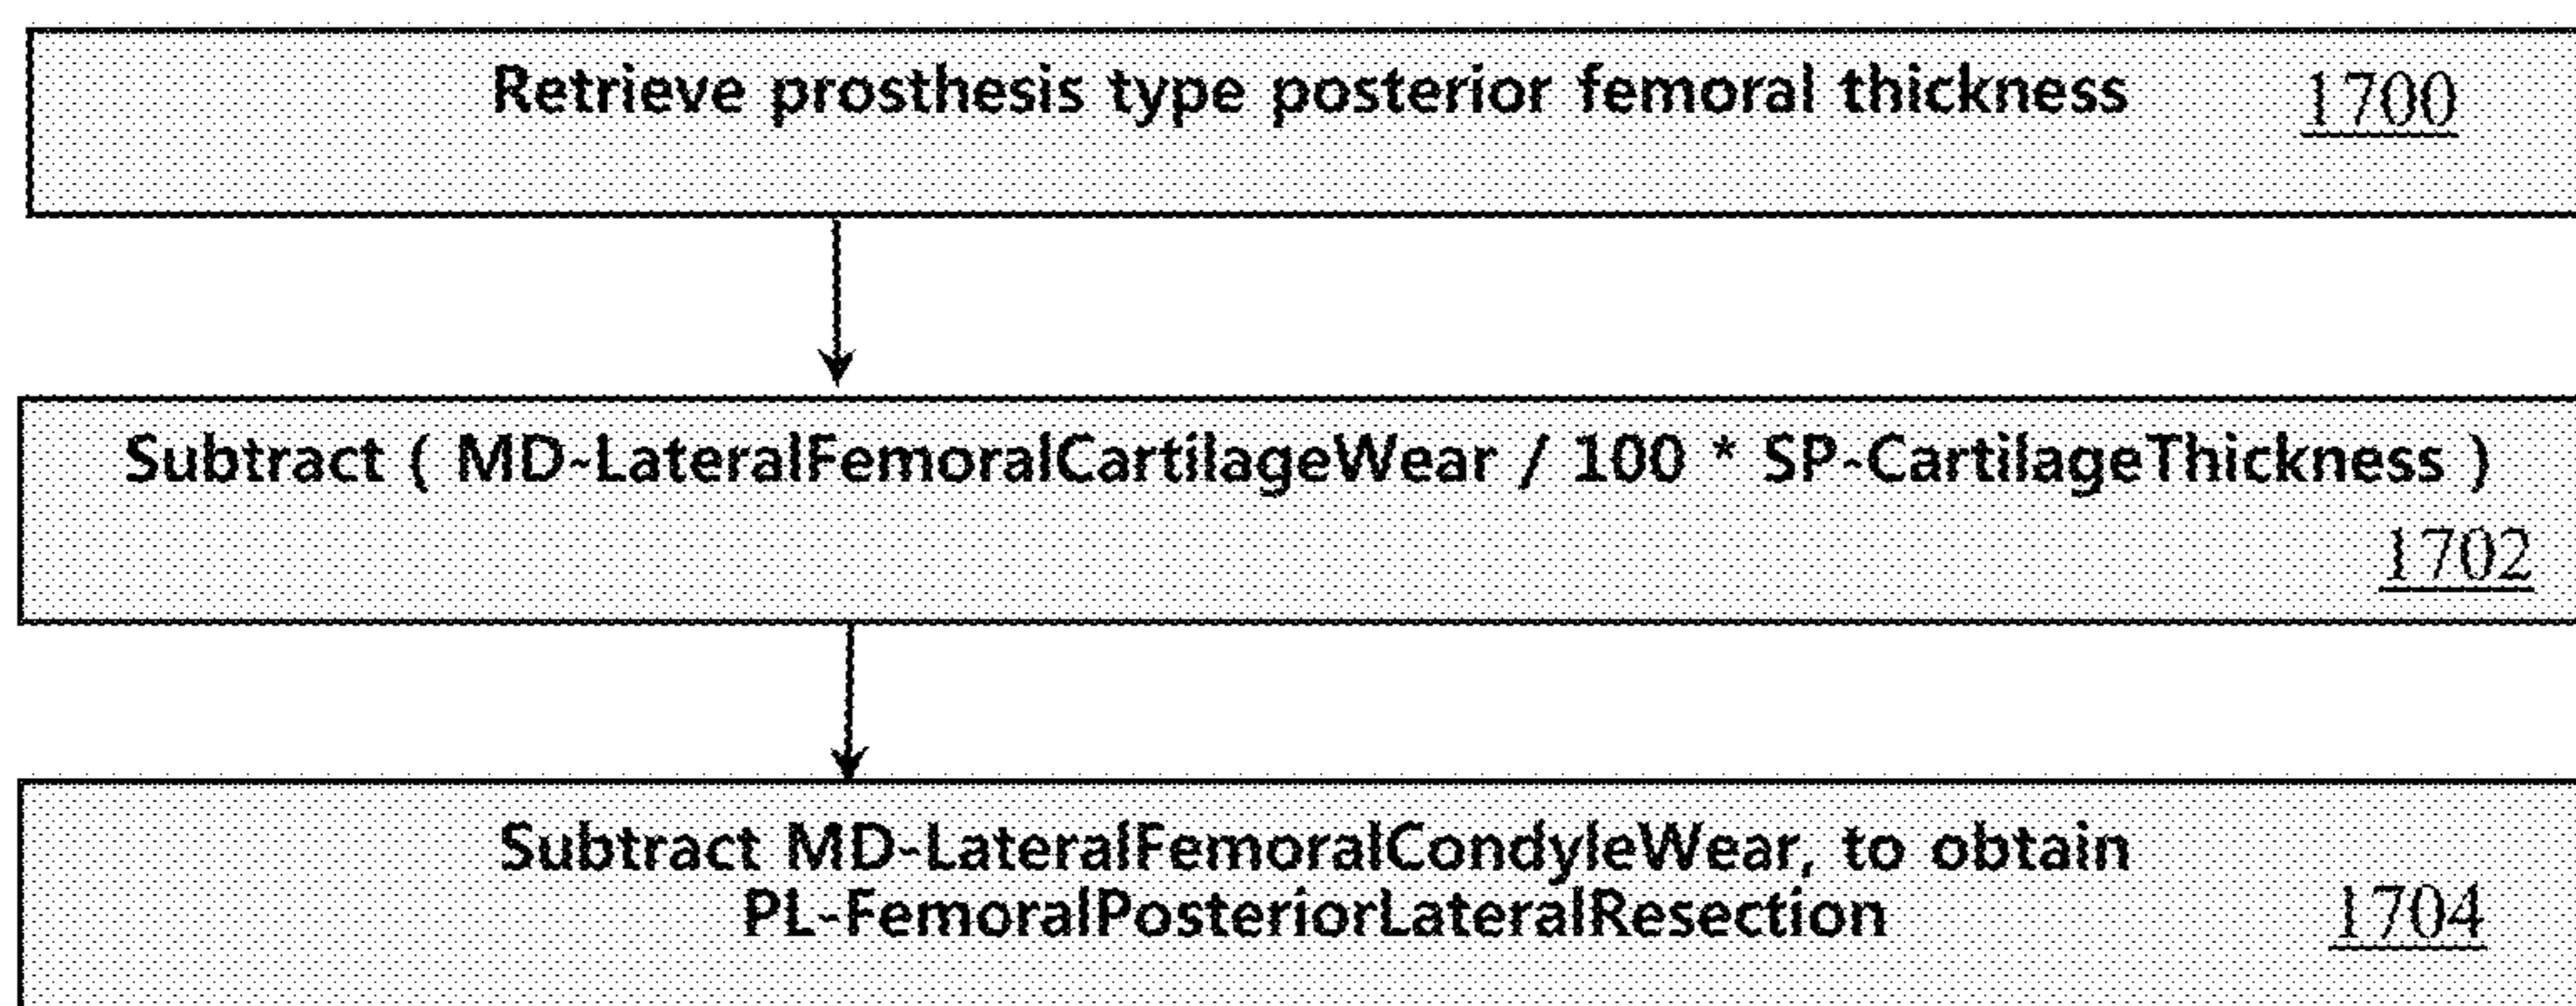 Retrieve prosthesis type posterior femoral thickness 1700
Subtract ( MD-LateralFemoralCartilageWear / 100 * SP-CartilageThickness )
1702
Subtract MD-LateralFemoralCondyleWear, to obtain
PL-FemoralPosteriorLateralResection 1704